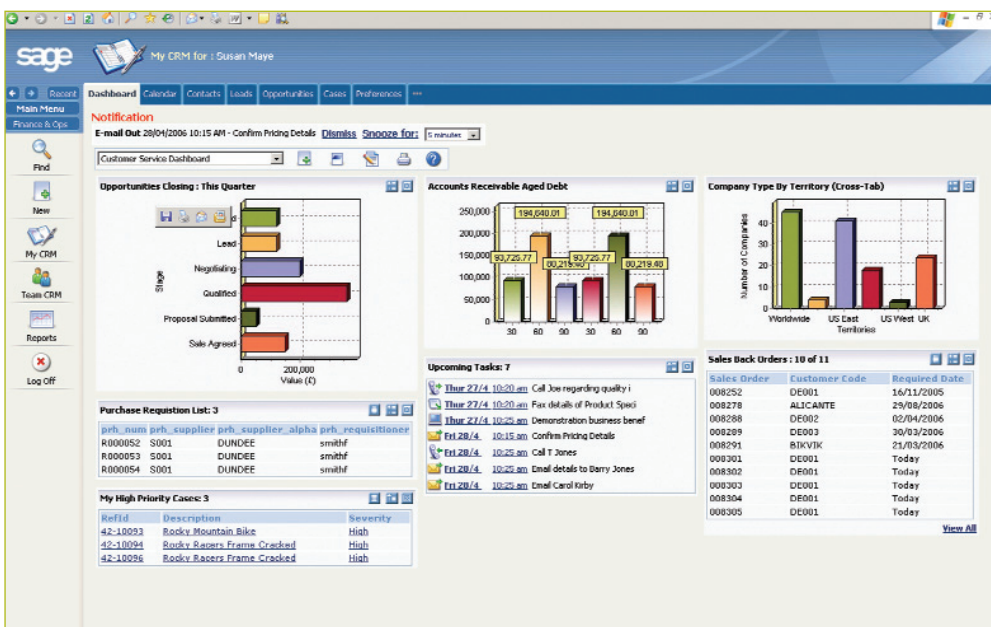 sage
My CRM for : Susan Maye
Recent
Main Menu
Finance & Ops
Find
New
My CRM
Team CRM
Reports
Log Off
Dashboard Calendar Contacts Leads Opportunities Cases Preferences
Notification
E-mail Out 28/04/2006 10:15 AM - Confirm Pricing Details Dismiss Snooze for: 5 minutes
Customer Service Dashboard
Opportunities Closing : This Quarter
Stage
Lead
Negotiating
Qualified
Proposal Submitted
Sale Agreed
0 200,000
Value (£)
Purchase Requistion List: 3
prh_num prh_supplier prh_supplier_alpha prh_requisitioner
R000052 S001 DUNDEE smithf
R000053 S001 DUNDEE smithf
R000054 S001 DUNDEE smithf
My High Priority Cases: 3
RefId Description Severity
42-10093 Rocky Mountain Bike High
42-10094 Rocky Racers Frame Cracked High
42-10096 Rocky Racers Frame Cracked High
Accounts Receivable Aged Debt
250,000
200,000
150,000
100,000
50,000
0
194,640.01 194,640.01
93,725.77 80,219.48 93,725.77 80,219.48
30 60 90 30 60 90
Upcoming Tasks: 7
Thur 27/4 10:20 am Call Joe regarding quality i
Thur 27/4 10:20 am Fax details of Product Speci
Thur 27/4 10:25 am Demonstration business benef
Fri 28/4 10:15 am Confirm Pricing Details
Fri 28/4 10:25 am Call T Jones
Fri 28/4 10:25 am Email details to Barry Jones
Fri 28/4 10:25 am Email Carol Kirby
Company Type By Territory (Cross-Tab)
Number of Companies
40
30
20
10
0
Worldwide US East US West UK
Territories
Sales Back Orders : 10 of 11
Sales Order Customer Code Required Date
008252 DE001 16/11/2005
008278 ALICANTE 29/08/2006
008288 DE002 02/04/2006
008289 DE003 30/03/2006
008291 BIKVIK 21/03/2006
008301 DE001 Today
008302 DE001 Today
008303 DE001 Today
008304 DE001 Today
008305 DE001 Today
View All